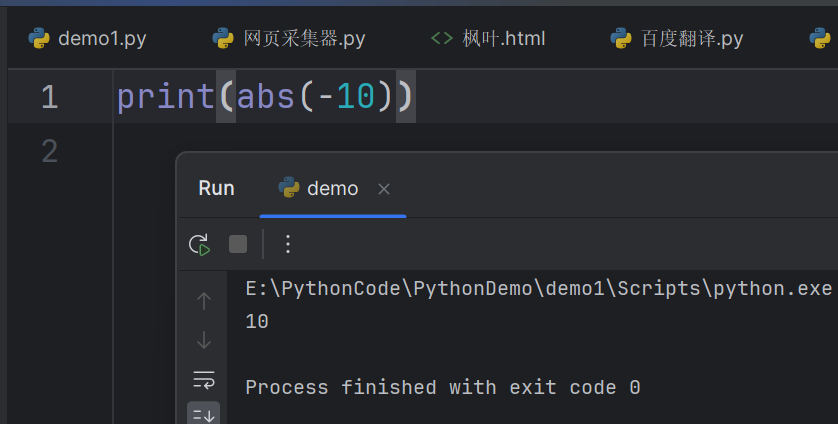 demo1.py 网页采集器.py <> 枫叶.html 百度翻译.py
1 print(abs(-10))
2
Run demo ×
E:\PythonCode\PythonDemo\demo1\Scripts\python.exe
10
Process finished with exit code 0